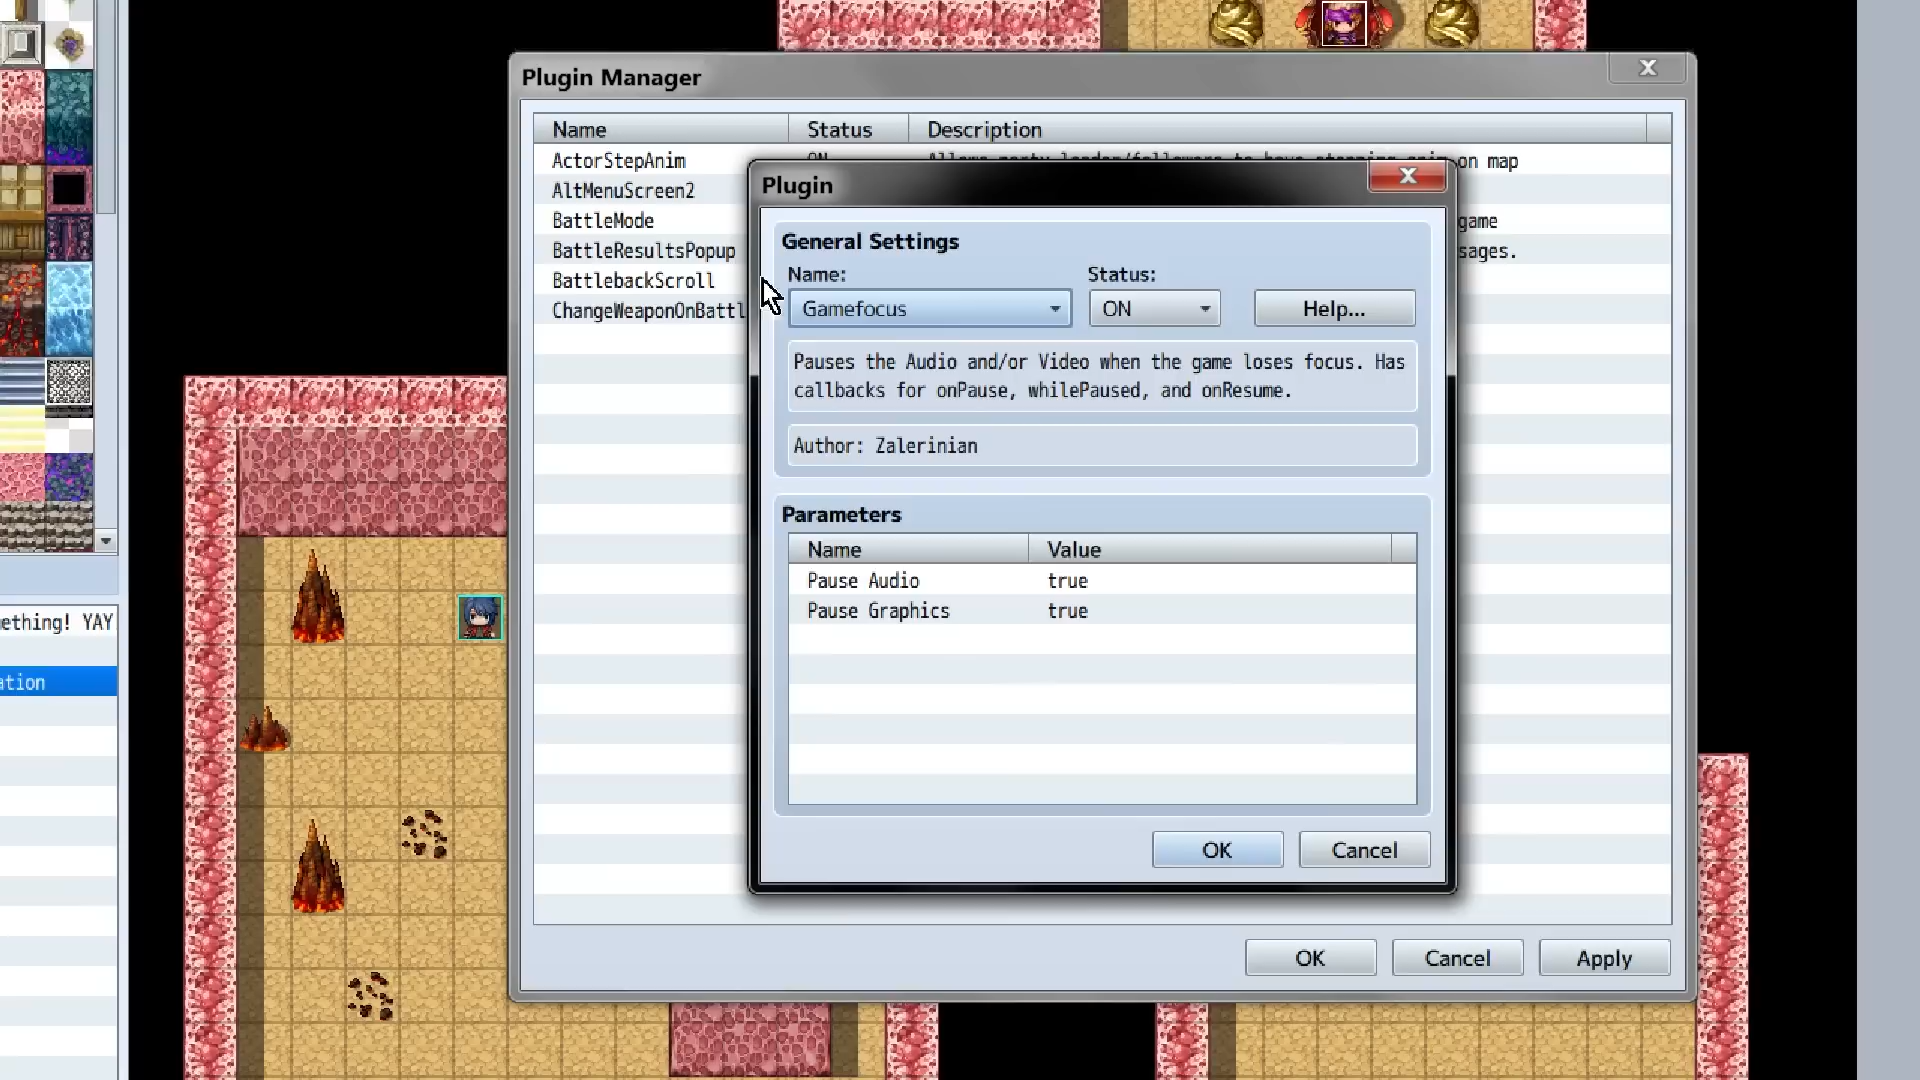 Plugin Manager
X
Name Status Description
ActorStepAnim on map
AltMenuScreen2
BattleMode game
BattleResultsPopup sages.
BattlebackScroll
ChangeWeaponOnBattl
Plugin
X
General Settings
Name: Status:
Gamefocus ON Help...
Pauses the Audio and/or Video when the game loses focus. Has
callbacks for onPause, whilePaused, and onResume.
Author: Zalerinian
Parameters
Name Value
Pause Audio true
Pause Graphics true
OK Cancel
OK Cancel Apply
ething! YAY
ation